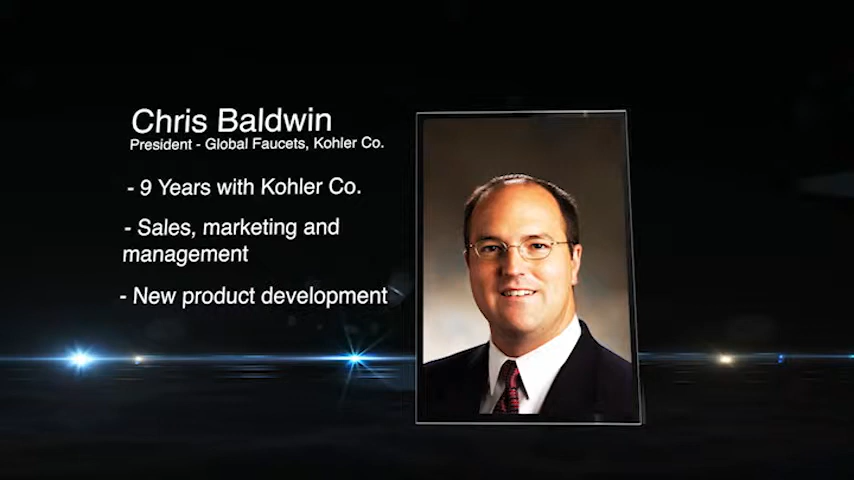 Chris Baldwin
President - Global Faucets, Kohler Co.
- 9 Years with Kohler Co.
- Sales, marketing and
management
- New product development